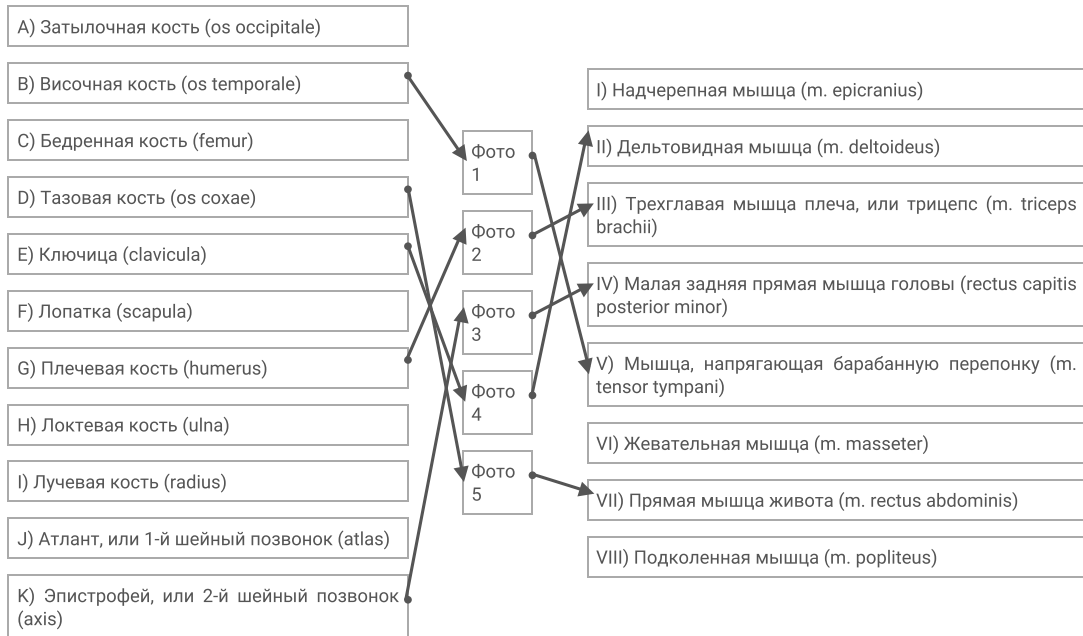 A) Затылочная кость (os occipitale)
B) Височная кость (os temporale)
C) Бедренная кость (femur)
D) Тазовая кость (os coxae)
E) Ключица (clavicula)
F) Лопатка (scapula)
G) Плечевая кость (humerus)
H) Локтевая кость (ulna)
I) Лучевая кость (radius)
J) Атлант, или 1-й шейный позвонок (atlas)
K) Эпистрофей, или 2-й шейный позвонок
(axis)
Фото
1
Фото
2
Фото
3
Фото
4
Фото
5
I) Надчерепная мышца (m. epicranius)
II) Дельтовидная мышца (m. deltoideus)
III) Трехглавая мышца плеча, или трицепс (m. triceps
brachii)
IV) Малая задняя прямая мышца головы (rectus capitis
posterior minor)
V) Мышца, напрягающая барабанную перепонку (m.
tensor tympani)
VI) Жевательная мышца (m. masseter)
VII) Прямая мышца живота (m. rectus abdominis)
VIII) Подколенная мышца (m. popliteus)